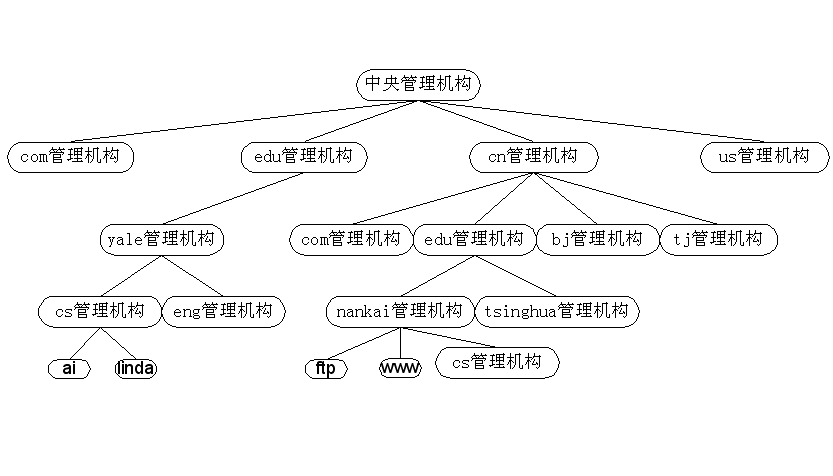 中央管理机构
com管理机构
edu管理机构
cn管理机构
us管理机构
yale管理机构
com管理机构
edu管理机构
bj管理机构
tj管理机构
cs管理机构
eng管理机构
nankai管理机构
tsinghua管理机构
ai
linda
ftp
www
cs管理机构